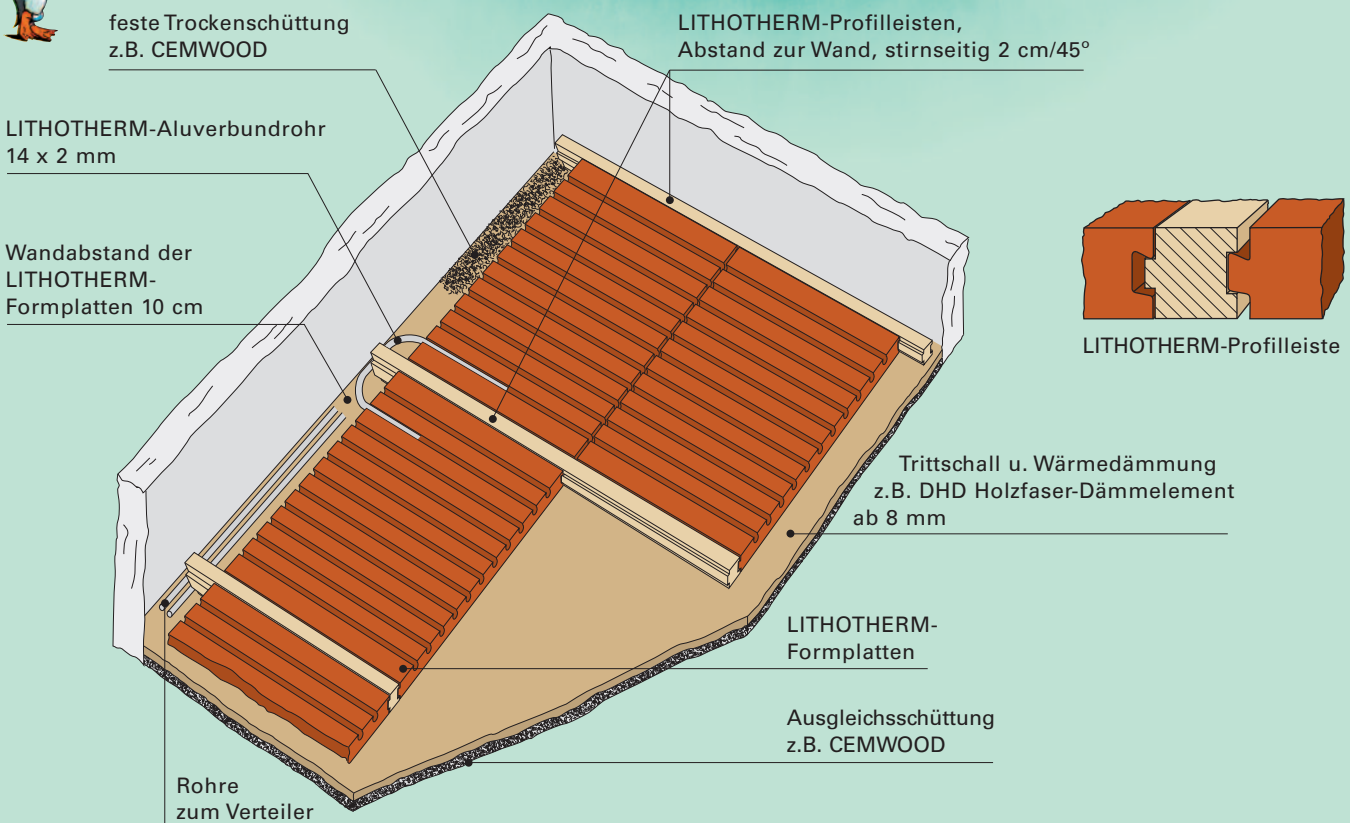 feste Trockenschüttung
z.B. CEMWOOD
LITHOTHERM-Profilleisten,
Abstand zur Wand, stirnseitig 2 cm/45°
LITHOTHERM-Aluverbundrohr
14 x 2 mm
Wandabstand der
LITHOTHERM-
Formplatten 10 cm
LITHOTHERM-Profilleiste
Trittschall u. Wärmedämmung
z.B. DHD Holzfaser-Dämmelement
ab 8 mm
LITHOTHERM-
Formplatten
Ausgleichsschüttung
z.B. CEMWOOD
Rohre
zum Verteiler